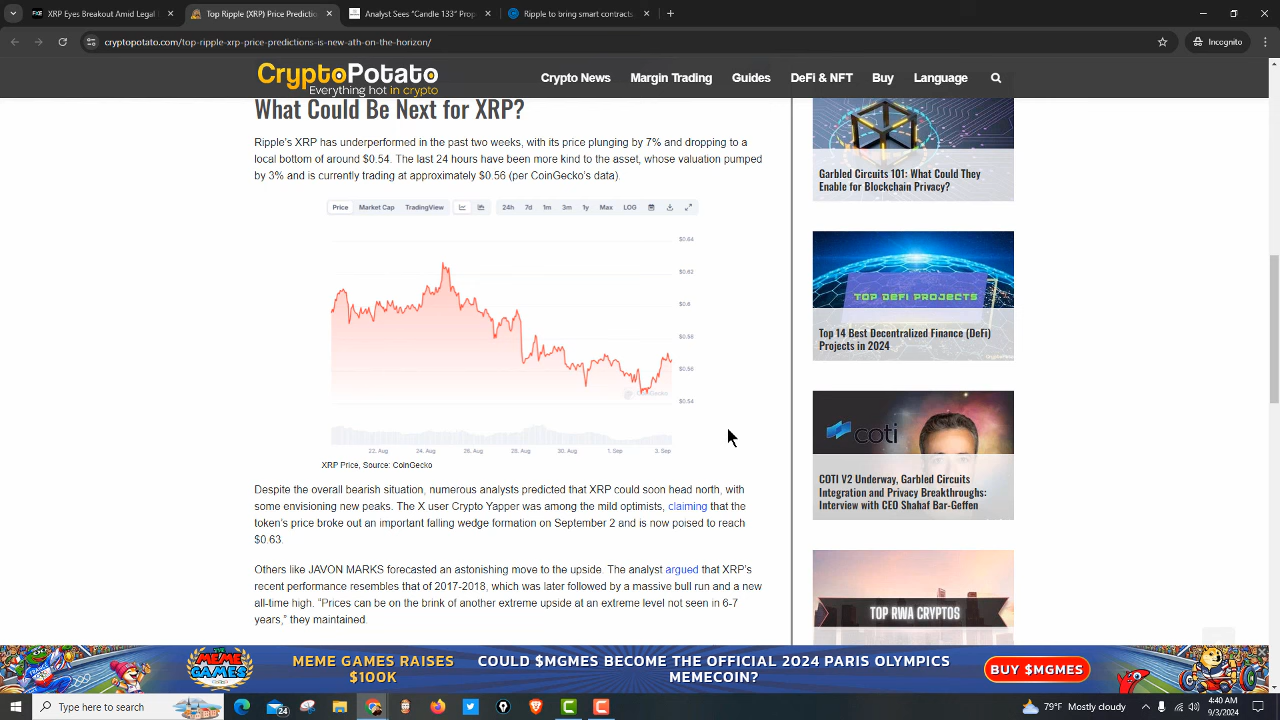 XRP Eyes Breakout Amid Legal
Top Ripple (XRP) Price Predictio
Analyst Sees "Candle 133" Prop
Ripple to bring smart contracts
cryptopotato.com/top-ripple-xrp-price-predictions-new-ath-on-the-horizon/
Incognito
CryptoPotato
Everything hot in crypto
Crypto News
Margin Trading
Guides
DeFi & NFT
Buy
Language
What Could Be Next for XRP?
Ripple's XRP has underperformed in the past two weeks, with its price plunging by 7% and dropping to a
local bottom of around $0.54. The last 24 hours have been more kind to the asset, whose valuation pumped
by 3% and is currently trading at approximately $0.56 (per CoinGecko's data).
Price Market Cap TradingView 24h 7d 1m 3m 1y Max LOG
$0.64
$0.62
$0.6
$0.58
$0.56
$0.54
CoinGecko
22. Aug 24. Aug 26. Aug 28. Aug 30. Aug 1. Sep 3. Sep
XRP Price, Source: CoinGecko
Despite the overall bearish situation, numerous analysts predicted that XRP could soon head north, with
some envisioning new peaks. The X user Crypto Yapper was among the mild optimists, claiming that the
token's price broke out an important falling wedge formation on September 2 and is now poised to reach
$0.63.
Others like JAVON MARKS forecasted an astonishing move to the upside. The analyst argued that XRP's
recent performance resembles that of 2017-2018, which was later followed by a massive bull run and a new
all-time high. "Prices can be on the brink of another extreme upside at an extreme level not seen in 6-7
years," they maintained.
Garbled Circuits 101: What Could They
Enable for Blockchain Privacy?
TOP DEFI PROJECTS
Top 14 Best Decentralized Finance (DeFi)
Projects in 2024
COTI
COTI V2 Underway, Garbled Circuits
Integration and Privacy Breakthroughs:
Interview with CEO Shahaf Bar-Geffen
TOP RWA CRYPTOS
THE MEME GAMES
MEME GAMES RAISES
$100K
COULD $MGMES BECOME THE OFFICIAL 2024 PARIS OLYMPICS
MEMECOIN?
BUY $MGMES
Type here to search
24
79°F Mostly cloudy
4:40 AM
9/3/2024